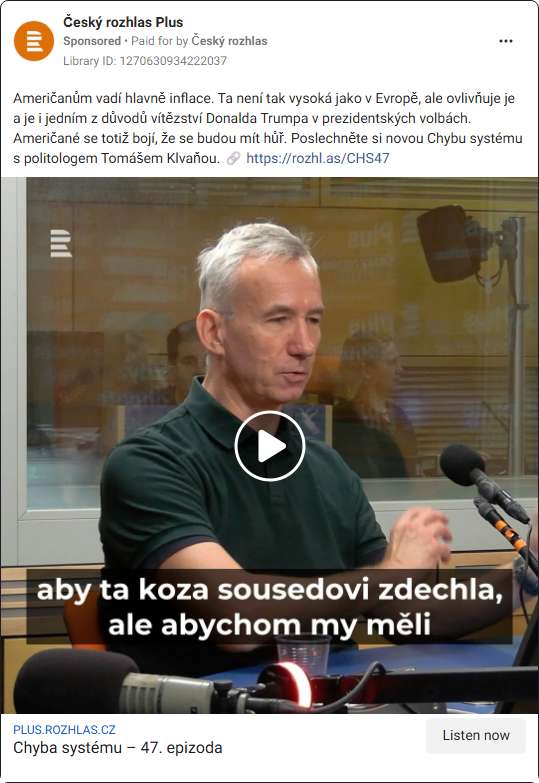 Český rozhlas Plus
Sponsored • Paid for by Český rozhlas
Library ID: 1270630934222037
Američanům vadí hlavně inflace. Ta není tak vysoká jako v Evropě, ale ovlivňuje je
a je i jedním z důvodů vítězství Donalda Trumpa v prezidentských volbách.
Američané se totiž bojí, že se budou mít hůř. Poslechněte si novou Chybu systému
s politologem Tomášem Klvaňou. 🔗 https://rozhl.as/CHS47
aby ta koza sousedovi zdechla,
ale abychom my měli
PLUS.ROZHLAS.CZ
Chyba systému – 47. epizoda
Listen now